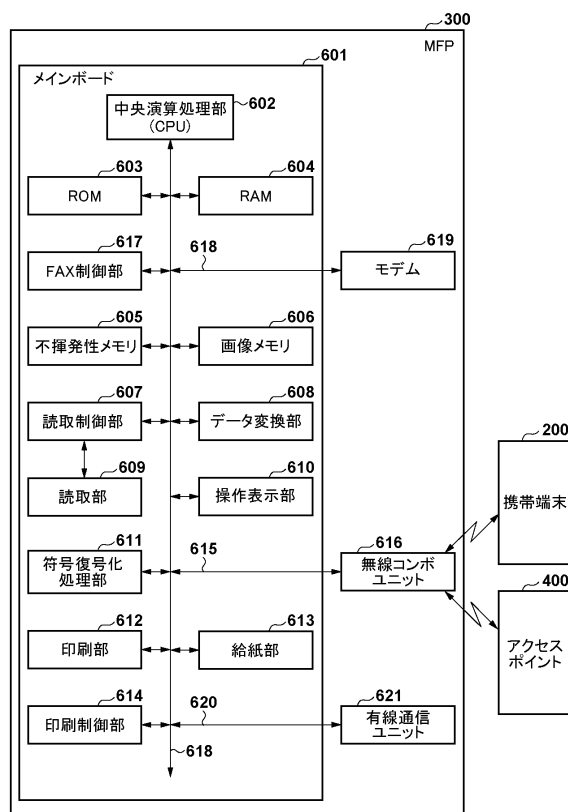 300
MFP
601
メインボード
中央演算処理部
(CPU)
602
603
ROM
604
RAM
617
FAX制御部
618
619
モデム
605
不揮発性メモリ
606
画像メモリ
607
読取制御部
608
データ変換部
609
読取部
610
操作表示部
200
携帯端末
611
符号復号化
処理部
615
616
無線コンボ
ユニット
400
アクセス
ポイント
612
印刷部
613
給紙部
614
印刷制御部
620
621
有線通信
ユニット
618